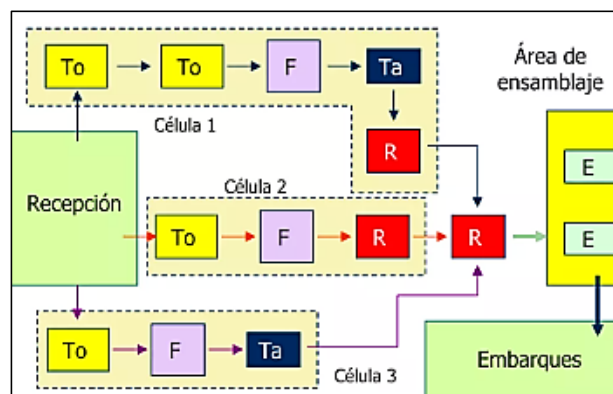 To
To
F
Ta
Área de
ensamblaje
Célula 1
R
E
Recepción
Célula 2
To
F
R
R
E
To
F
Ta
Célula 3
Embarques